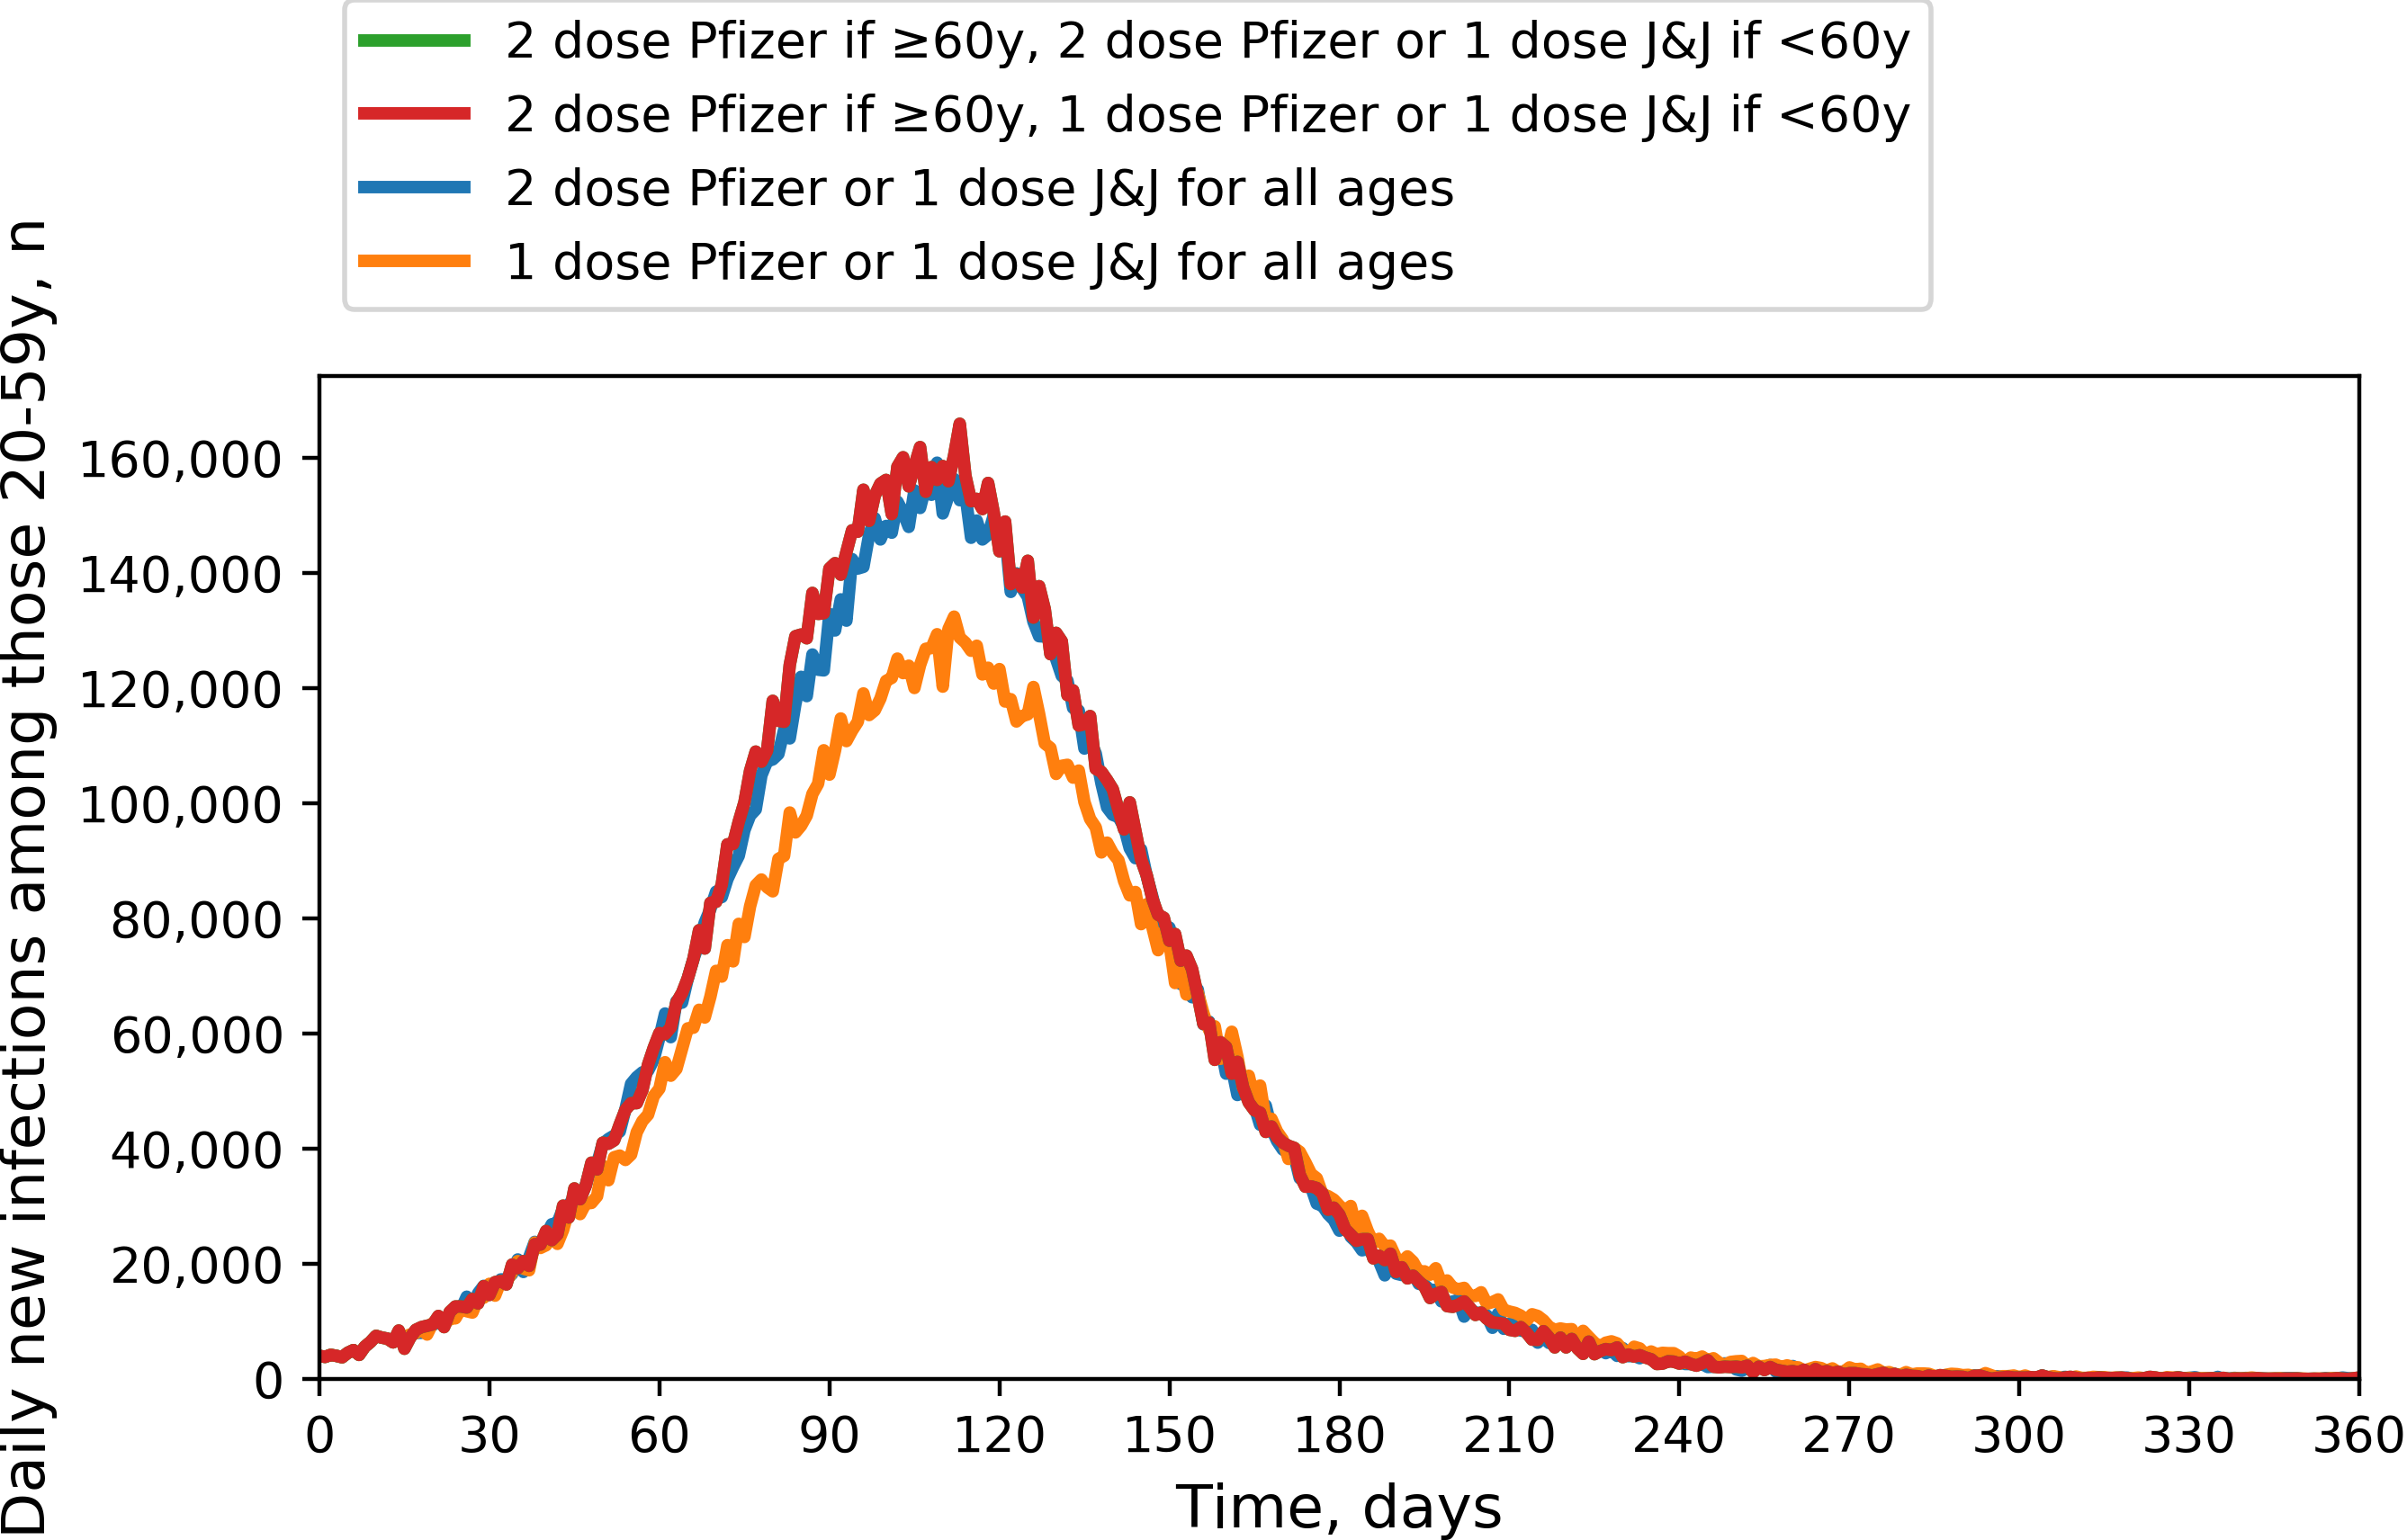 2 dose Pfizer if ≥60y, 2 dose Pfizer or 1 dose J&J if <60y
2 dose Pfizer if ≥60y, 1 dose Pfizer or 1 dose J&J if <60y
2 dose Pfizer or 1 dose J&J for all ages
1 dose Pfizer or 1 dose J&J for all ages
Daily new infections among those 20-59y, n
160,000
140,000
120,000
100,000
80,000
60,000
40,000
20,000
0
0 30 60 90 120 150 180 210 240 270 300 330 360
Time, days